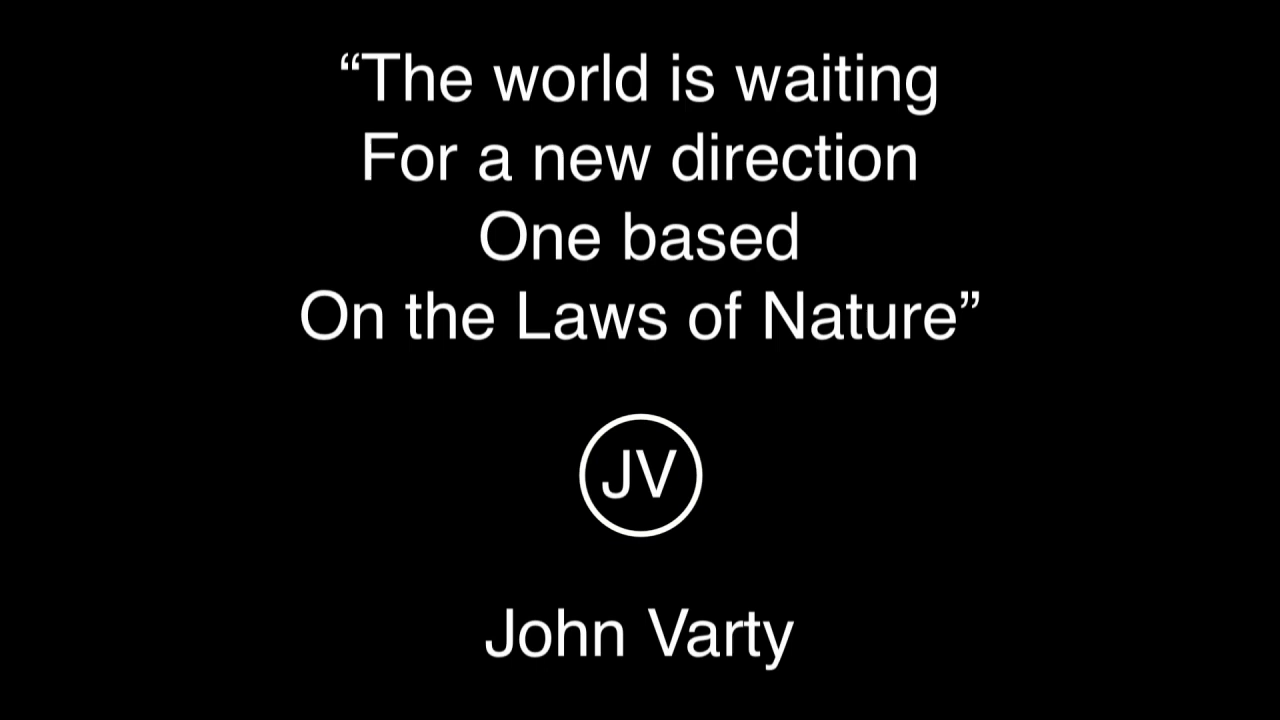 “The world is waiting
For a new direction
One based
On the Laws of Nature”
JV
John Varty